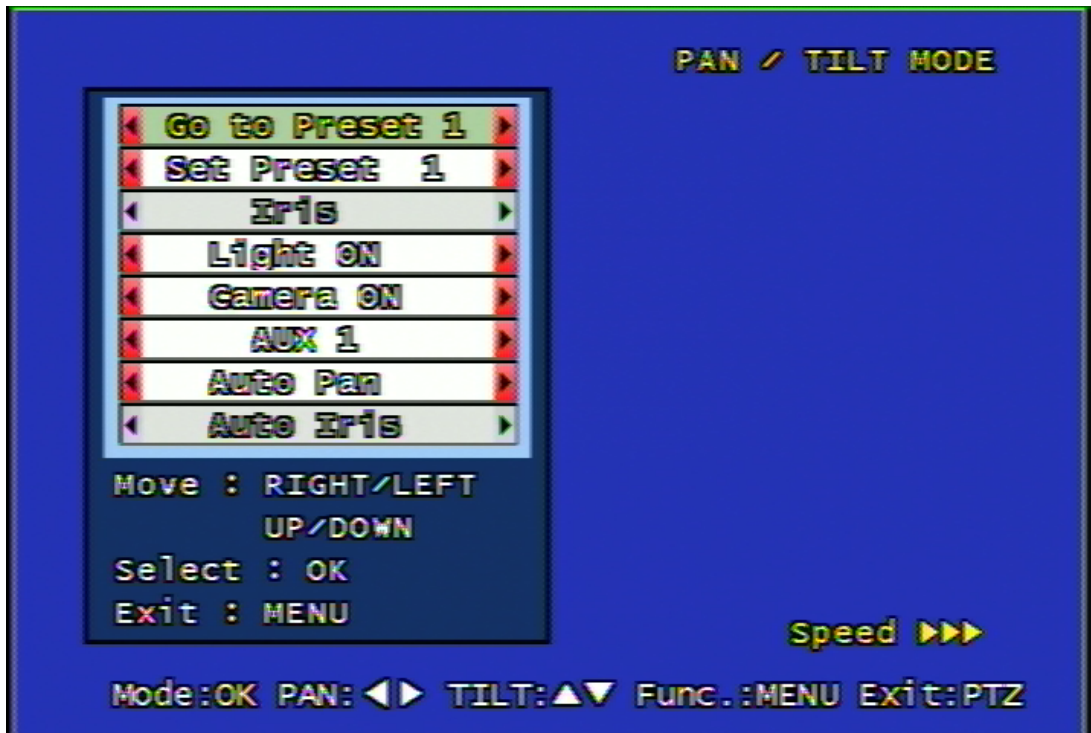 PAN / TILT MODE
Go to Preset 1
Set Preset 1
Iris
Light ON
Camera ON
AUX 1
Auto Pan
Auto Iris
Move : RIGHT/LEFT
UP/DOWN
Select : OK
Exit : MENU
Speed
Mode:OK PAN: TILT: Func.:MENU Exit:PTZ